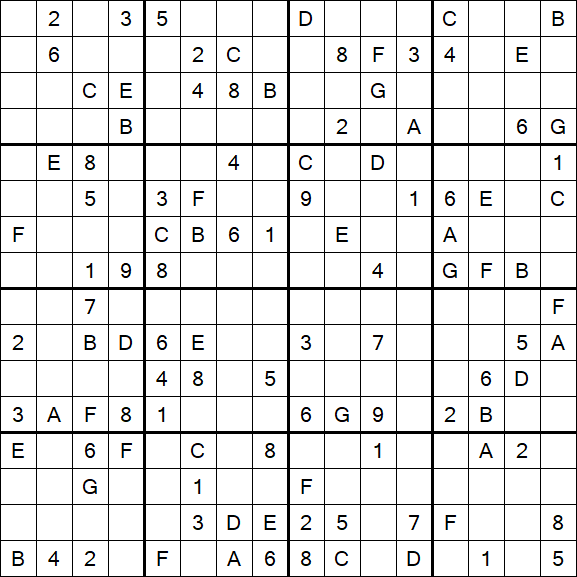 2 3 5 D C B
6 2 C 8 F 3 4 E
C E 4 8 B G
B 2 A 6 G
E 8 4 C D 1
5 3 F 9 1 6 E C
F C B 6 1 E A
1 9 8 4 G F B
7 F
2 B D 6 E 3 7 5 A
4 8 5 6 D
3 A F 8 1 6 G 9 2 B
E 6 F C 8 1 A 2
G 1 F
3 D E 2 5 7 F 8
B 4 2 F A 6 8 C D 1 5